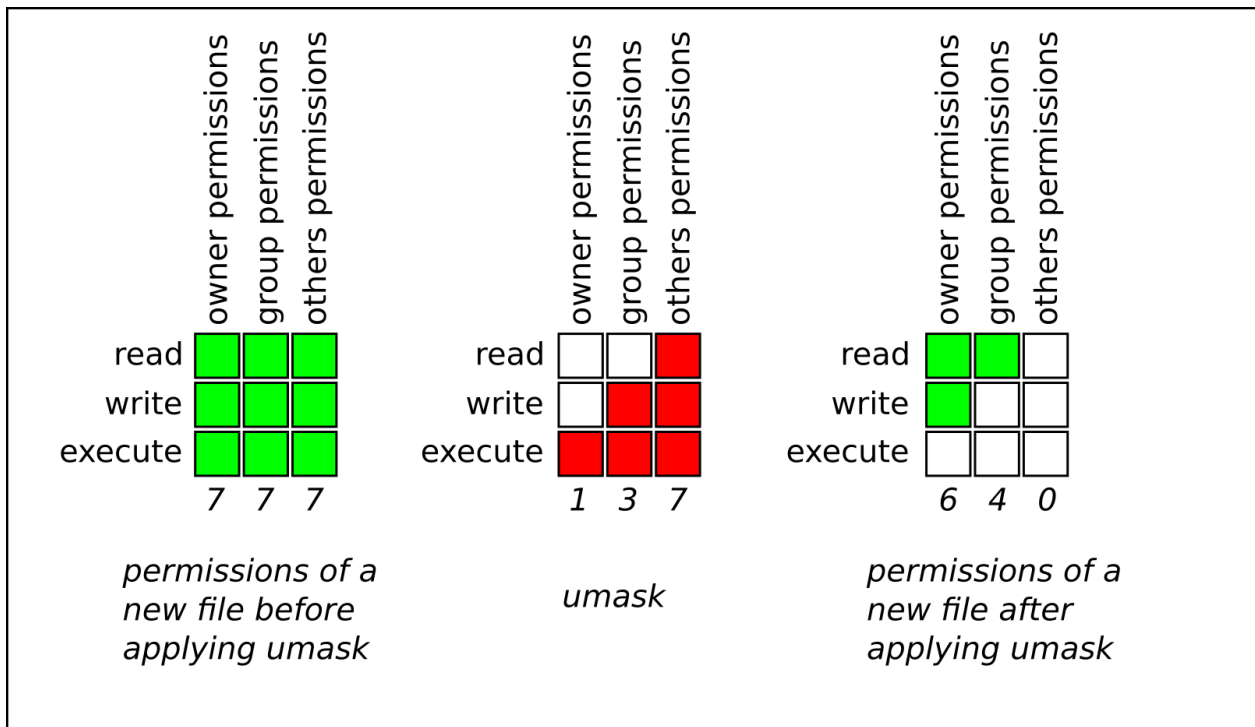 owner permissions
group permissions
others permissions
read
write
execute
7 7 7
permissions of a
new file before
applying umask
owner permissions
group permissions
others permissions
read
write
execute
1 3 7
umask
owner permissions
group permissions
others permissions
read
write
execute
6 4 0
permissions of a
new file after
applying umask